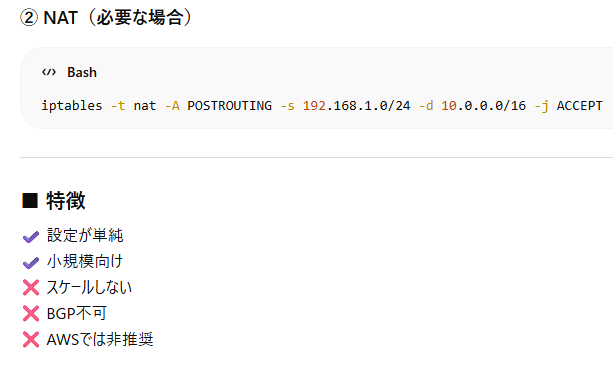 ② NAT（必要な場合）
</> Bash
iptables -t nat -A POSTROUTING -s 192.168.1.0/24 -d 10.0.0.0/16 -j ACCEPT
■ 特徴
✔ 設定が単純
✔ 小規模向け
❌ スケールしない
❌ BGP不可
❌ AWSでは非推奨